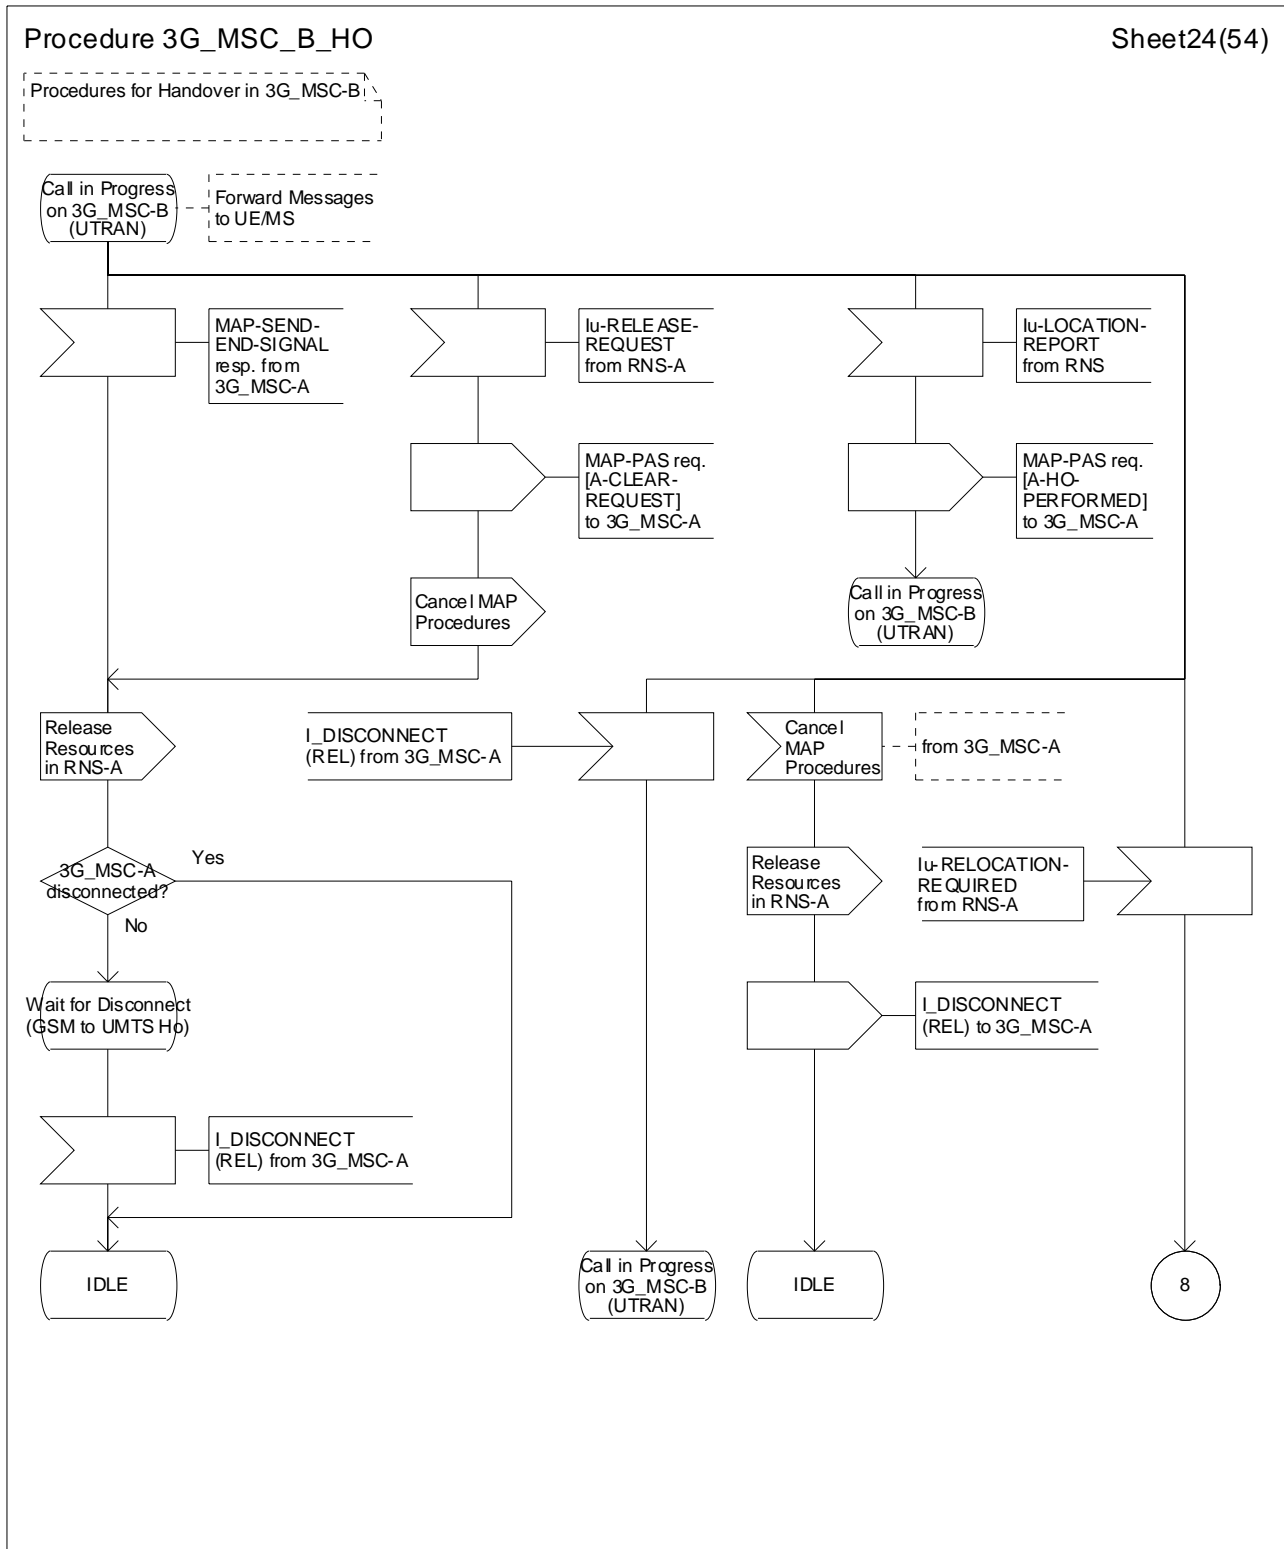 Procedure 3G_MSC_B_HO
Sheet24(54)
Procedures for Handover in 3G_MSC-B
Call in Progress
on 3G_MSC-B
(UTRAN)
Forward Messages
to UE/MS
MAP-SEND-
END-SIGNAL
resp. from
3G_MSC-A
Iu-RELEASE-
REQUEST
from RNS-A
Iu-LOCATION-
REPORT
from RNS
MAP-PAS req.
[A-CLEAR-
REQUEST]
to 3G_MSC-A
MAP-PAS req.
[A-HO-
PERFORMED]
to 3G_MSC-A
Cancel MAP
Procedures
Call in Progress
on 3G_MSC-B
(UTRAN)
Release
Resources
in RNS-A
I_DISCONNECT
(REL) from 3G_MSC-A
Cancel
MAP
Procedures
from 3G_MSC-A
3G_MSC-A
disconnected?
Yes
No
Release
Resources
in RNS-A
Iu-RELOCATION-
REQUIRED
from RNS-A
Wait for Disconnect
(GSM to UMTS Ho)
I_DISCONNECT
(REL) to 3G_MSC-A
I_DISCONNECT
(REL) from 3G_MSC-A
IDLE
Call in Progress
on 3G_MSC-B
(UTRAN)
IDLE
8